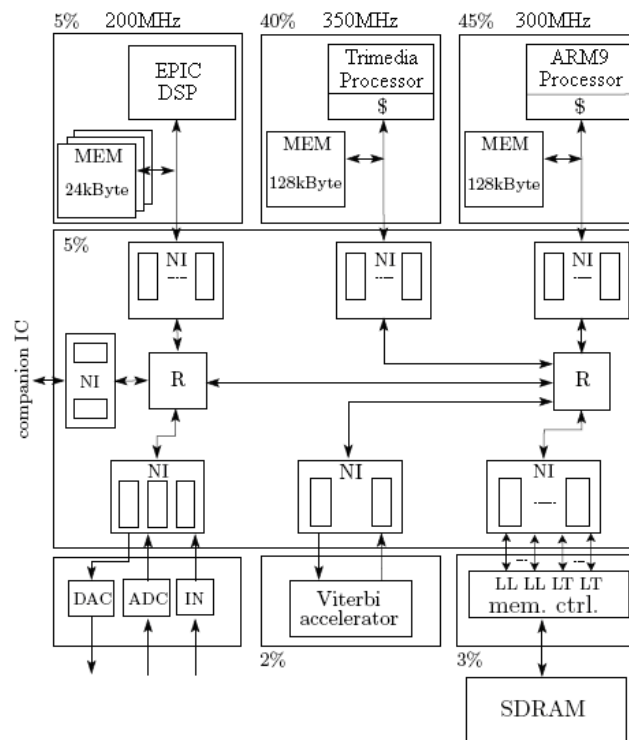 5% 200MHz
40% 350MHz
45% 300MHz
EPIC
DSP
Trimedia
Processor
$
ARM9
Processor
$
MEM
24kByte
MEM
128kByte
MEM
128kByte
5%
NI
NI
NI
companion IC
NI
R
R
NI
NI
NI
DAC
ADC
IN
Viterbi
accelerator
LL LL LT LT
mem. ctrl.
2%
3%
SDRAM